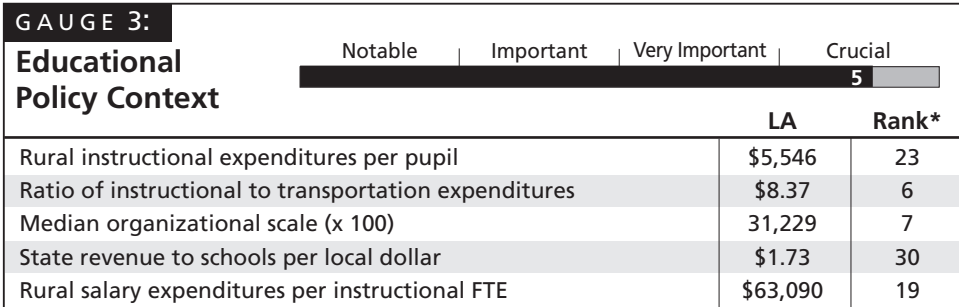 GAUGE 3:
Educational
Policy Context
Notable Important Very Important Crucial
5
LA Rank*
Rural instructional expenditures per pupil $5,546 23
Ratio of instructional to transportation expenditures $8.37 6
Median organizational scale (x 100) 31,229 7
State revenue to schools per local dollar $1.73 30
Rural salary expenditures per instructional FTE $63,090 19